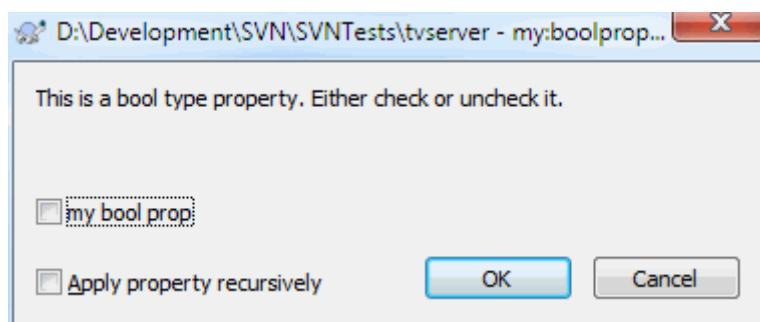 D:\Development\SVN\SVNTests\tvserver - my:boolprop...
This is a bool type property. Either check or uncheck it.
my bool prop
Apply property recursively OK Cancel